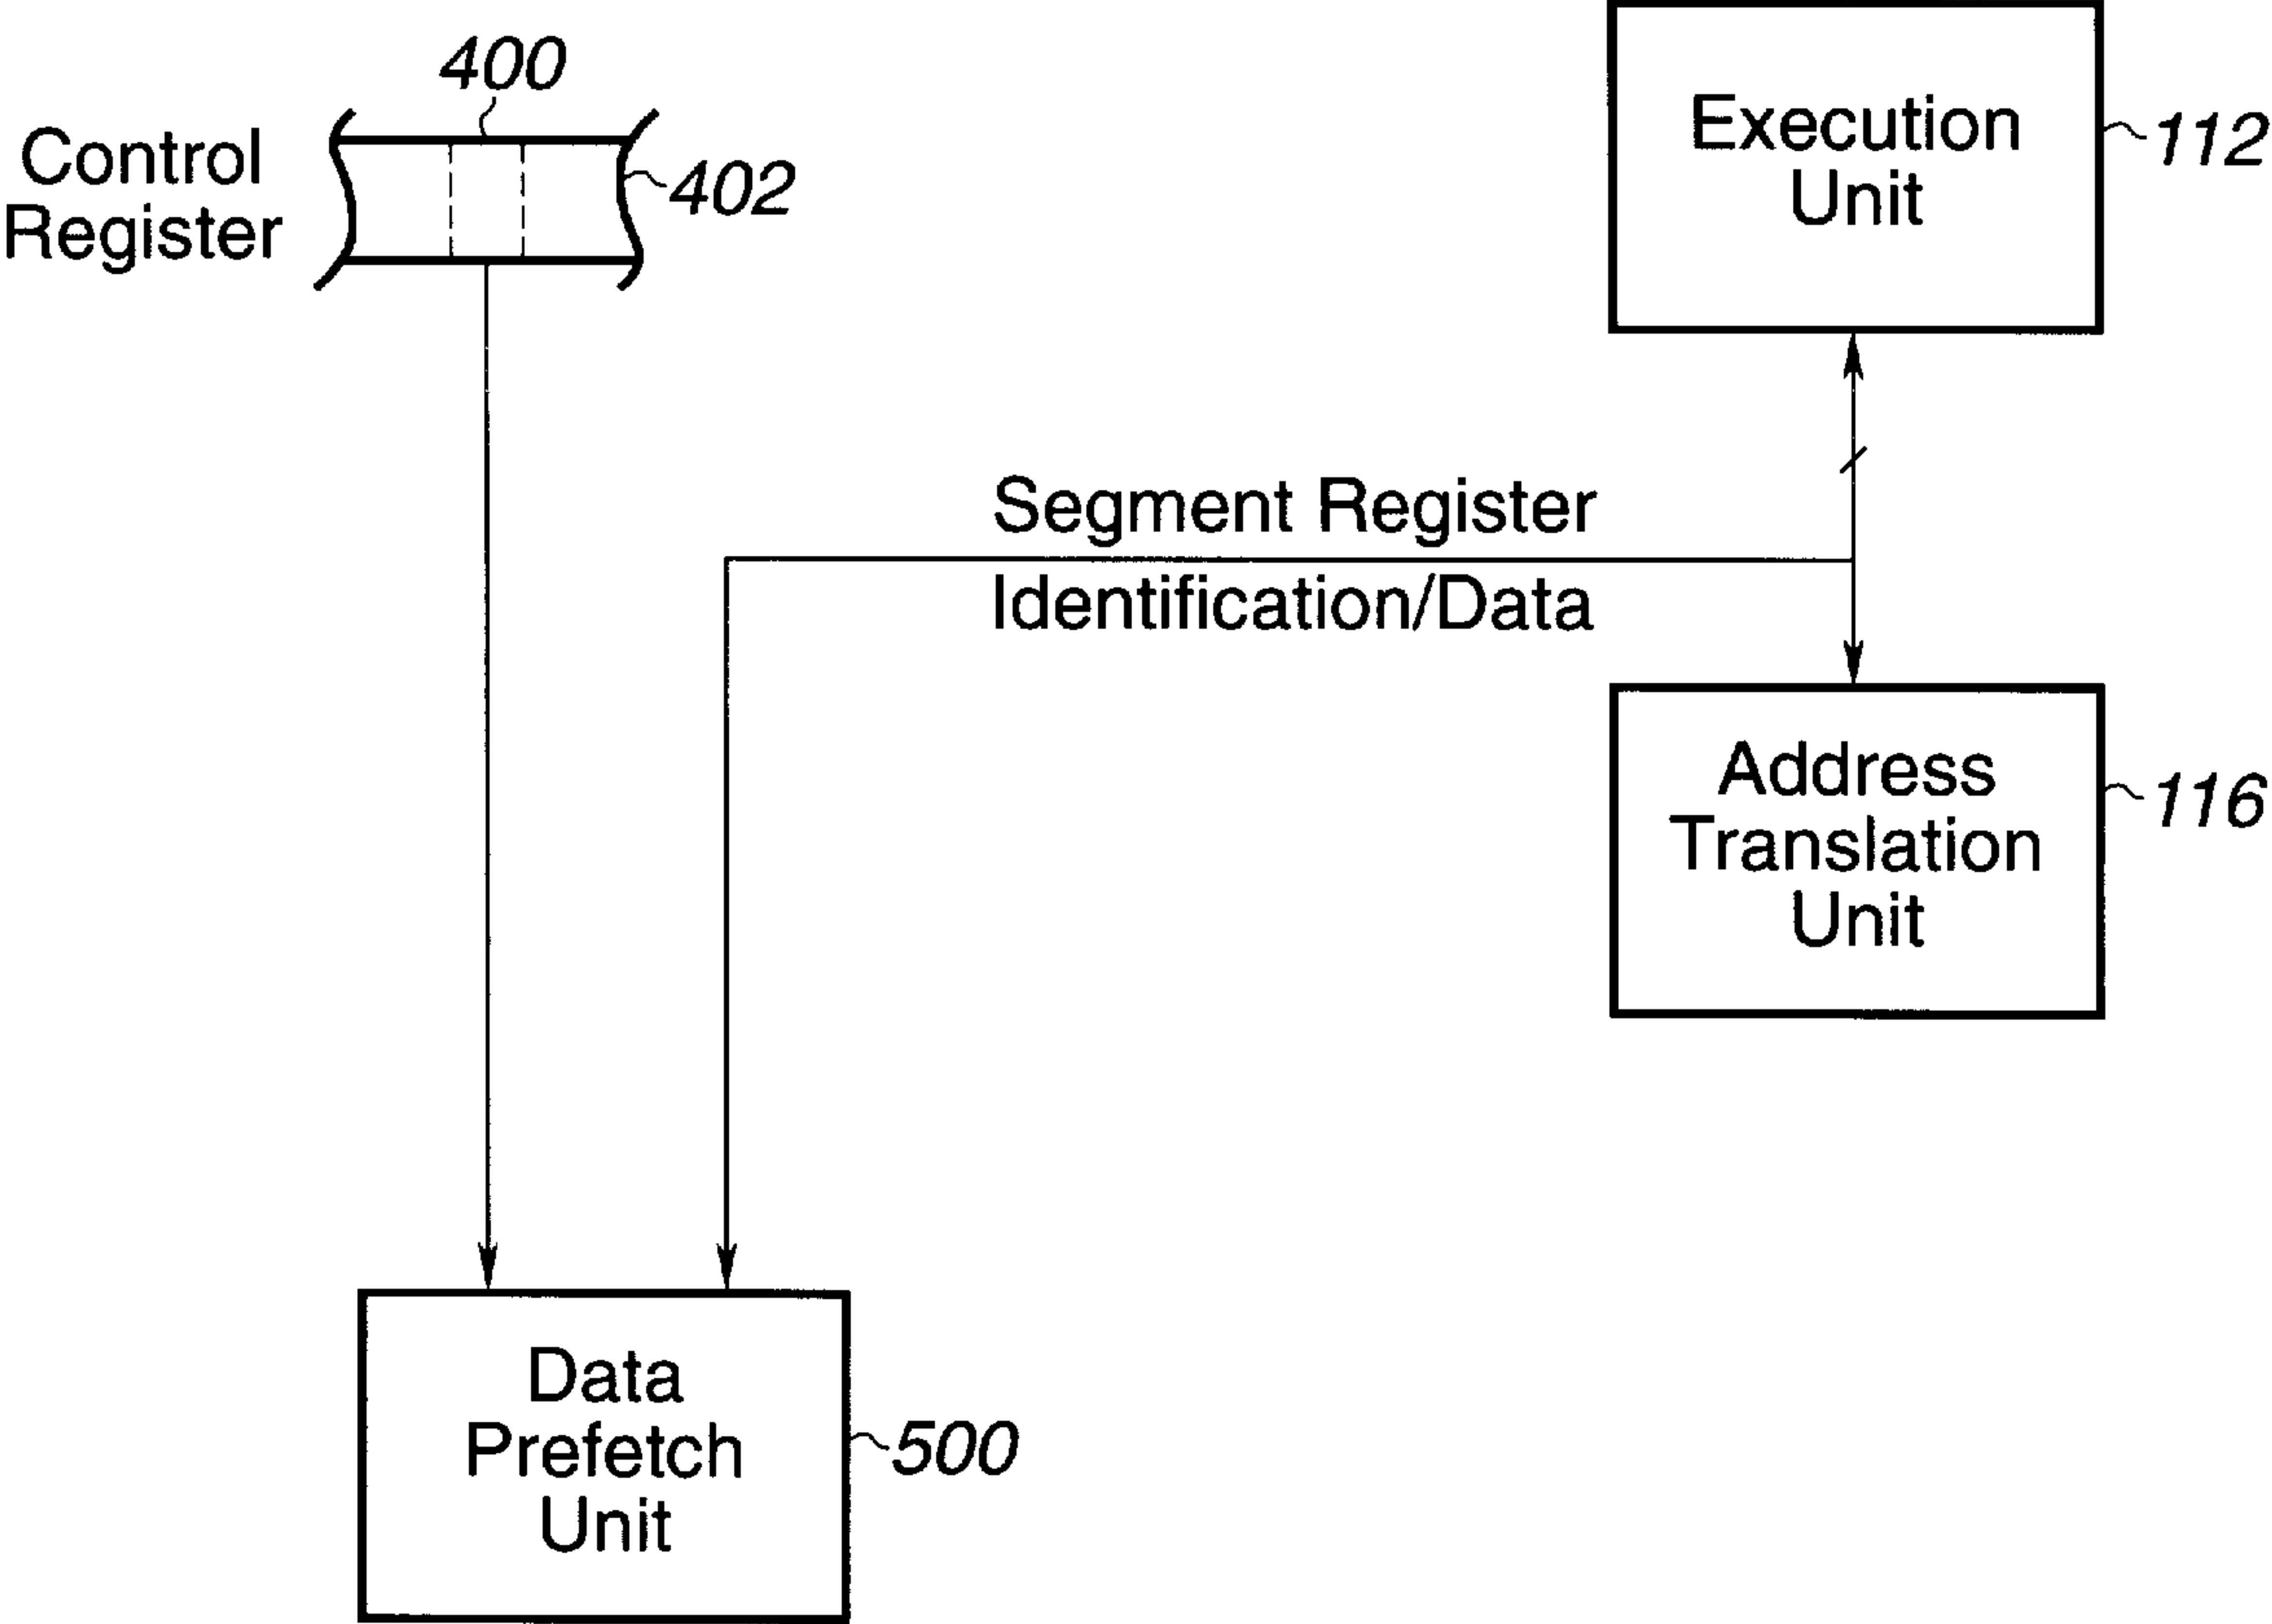 400
Control
Register
402
Execution
Unit
112
Segment Register
Identification/Data
Address
Translation
Unit
116
Data
Prefetch
Unit
500